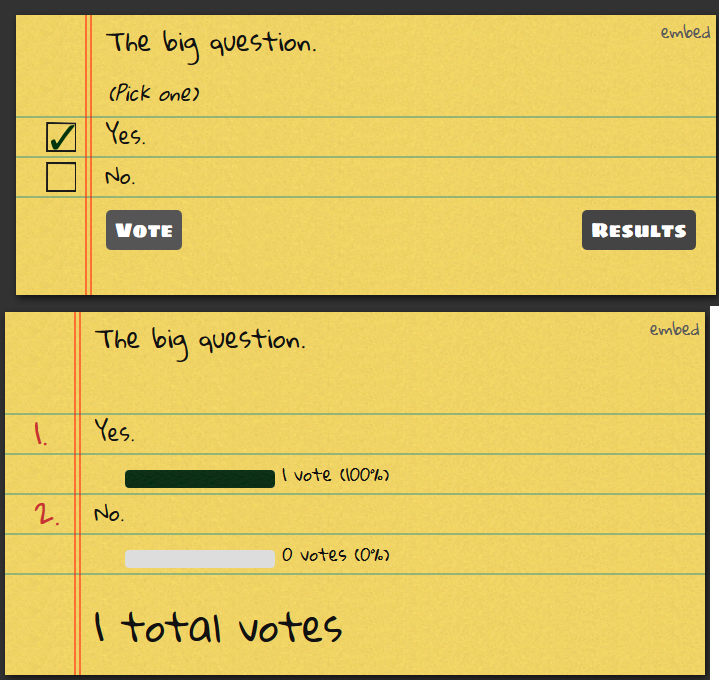 The big question.
embed
(Pick one)
Yes.
No.
Vote
Results
The big question.
embed
1. Yes.
1 vote (100%)
2. No.
0 votes (0%)
1 total votes